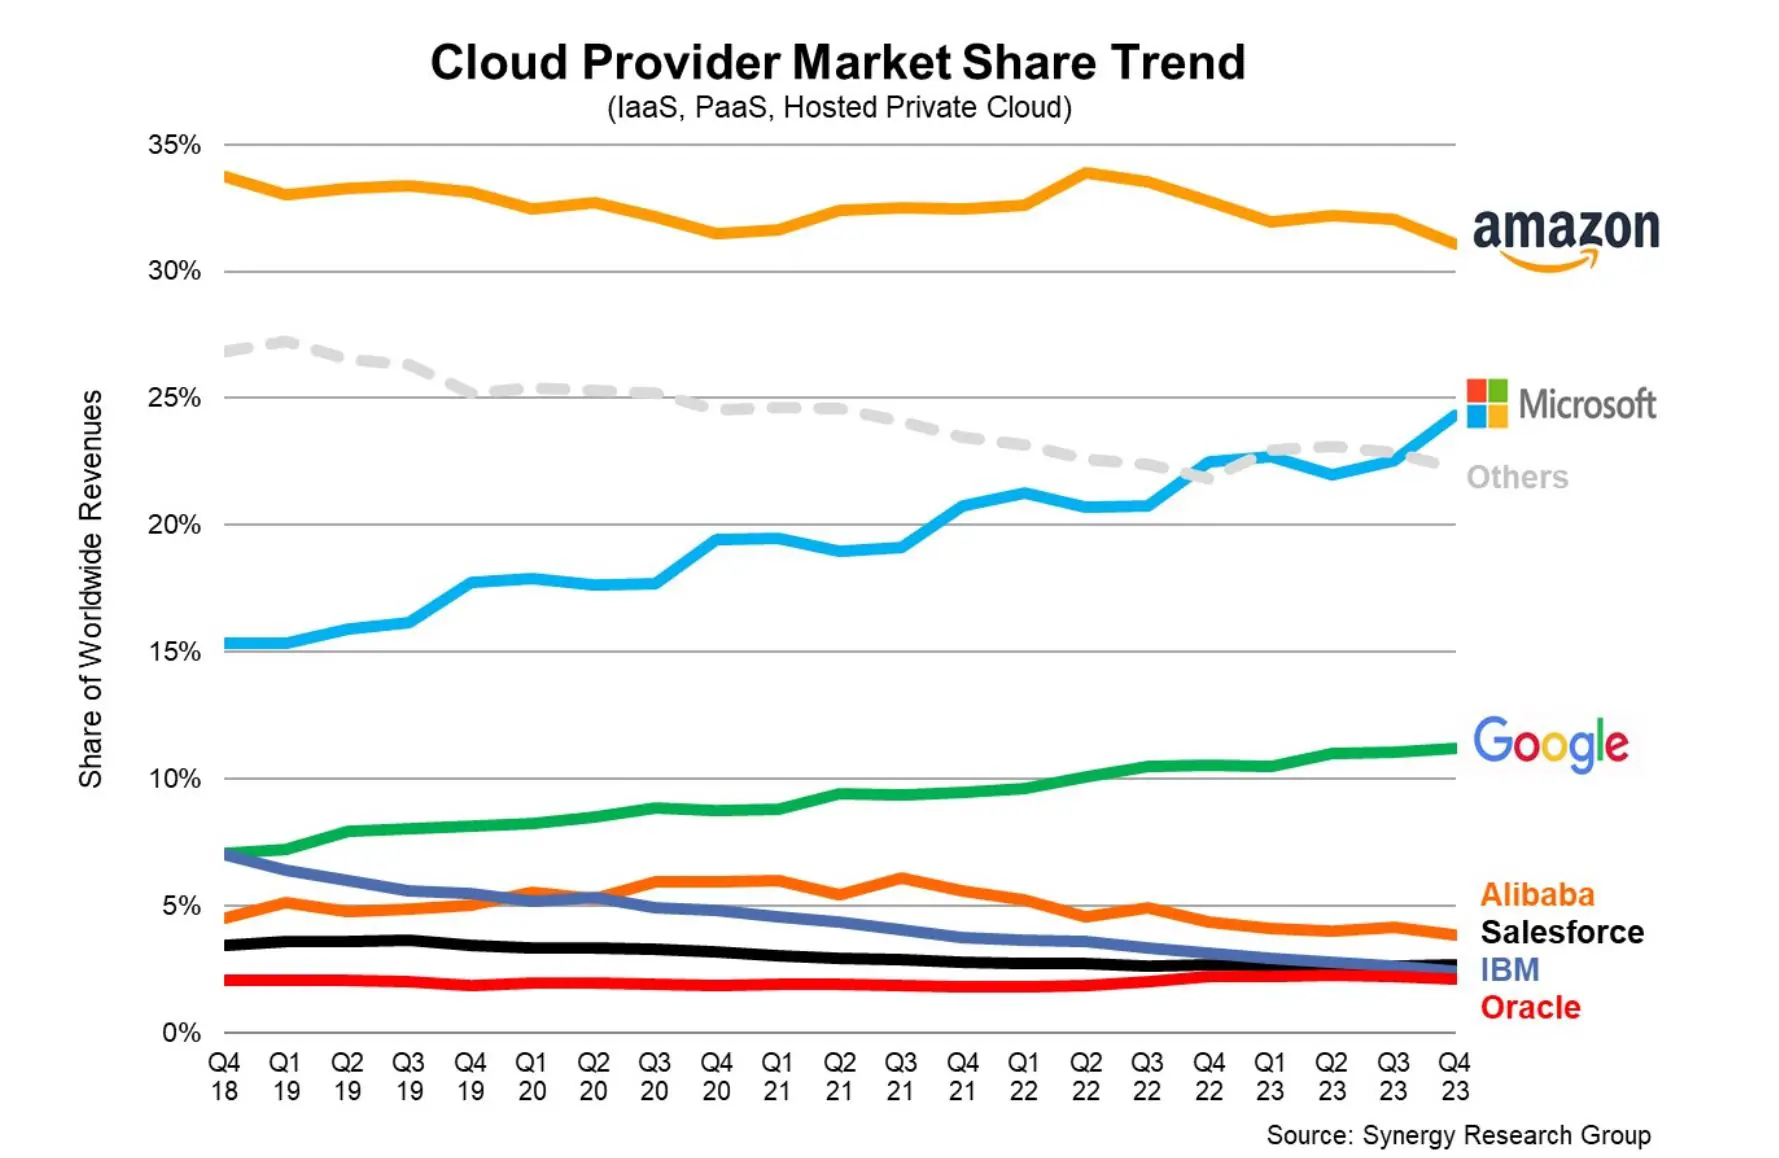 Cloud Provider Market Share Trend
(IaaS, PaaS, Hosted Private Cloud)
Share of Worldwide Revenues
35%
30%
25%
20%
15%
10%
5%
0%
amazon
Microsoft
Others
Google
Alibaba
Salesforce
IBM
Oracle
Q4 Q1 Q2 Q3 Q4 Q1 Q2 Q3 Q4 Q1 Q2 Q3 Q4 Q1 Q2 Q3 Q4 Q1 Q2 Q3 Q4
18 19 19 19 19 20 20 20 20 21 21 21 21 22 22 22 22 23 23 23 23
Source: Synergy Research Group